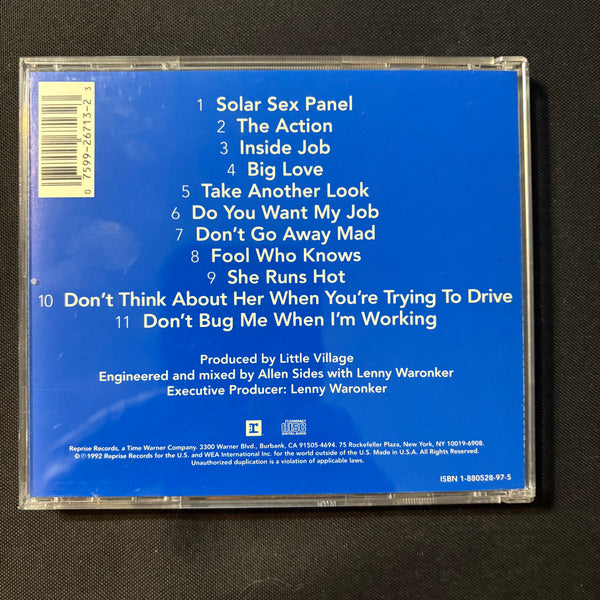 0 7599-26713-2 3
1 Solar Sex Panel
2 The Action
3 Inside Job
4 Big Love
5 Take Another Look
6 Do You Want My Job
7 Don't Go Away Mad
8 Fool Who Knows
9 She Runs Hot
10 Don't Think About Her When You're Trying To Drive
11 Don't Bug Me When I'm Working
Produced by Little Village
Engineered and mixed by Allen Sides with Lenny Waronker
Executive Producer: Lenny Waronker
r
COMPACT
disc
DIGITAL AUDIO
Reprise Records, a Time Warner Company. 3300 Warner Blvd., Burbank, CA 91505-4694. 75 Rockefeller Plaza, New York, NY 10019-6908.
©℗1992 Reprise Records for the U.S. and WEA International Inc. for the world outside of the U.S. Made in U.S.A. All Rights Reserved.
Unauthorized duplication is a violation of applicable laws.
ISBN 1-880528-97-5